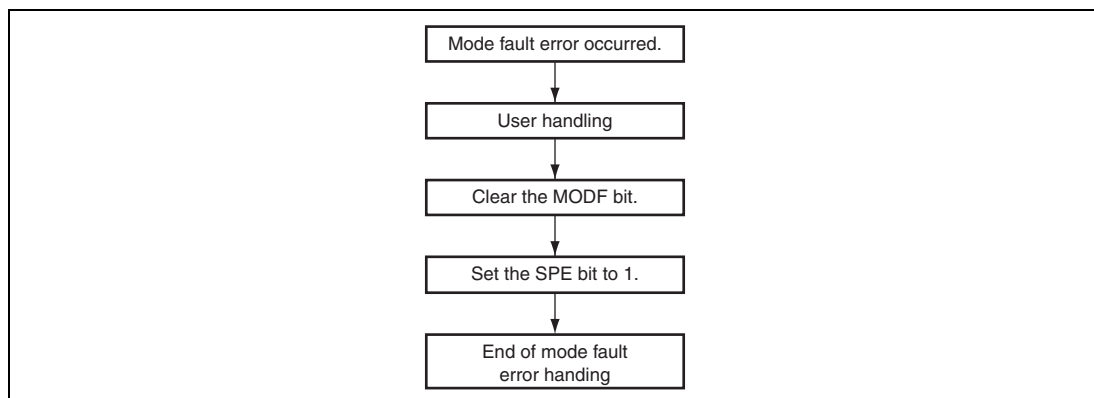 Mode fault error occurred.
User handling
Clear the MODF bit.
Set the SPE bit to 1.
End of mode fault
error handing